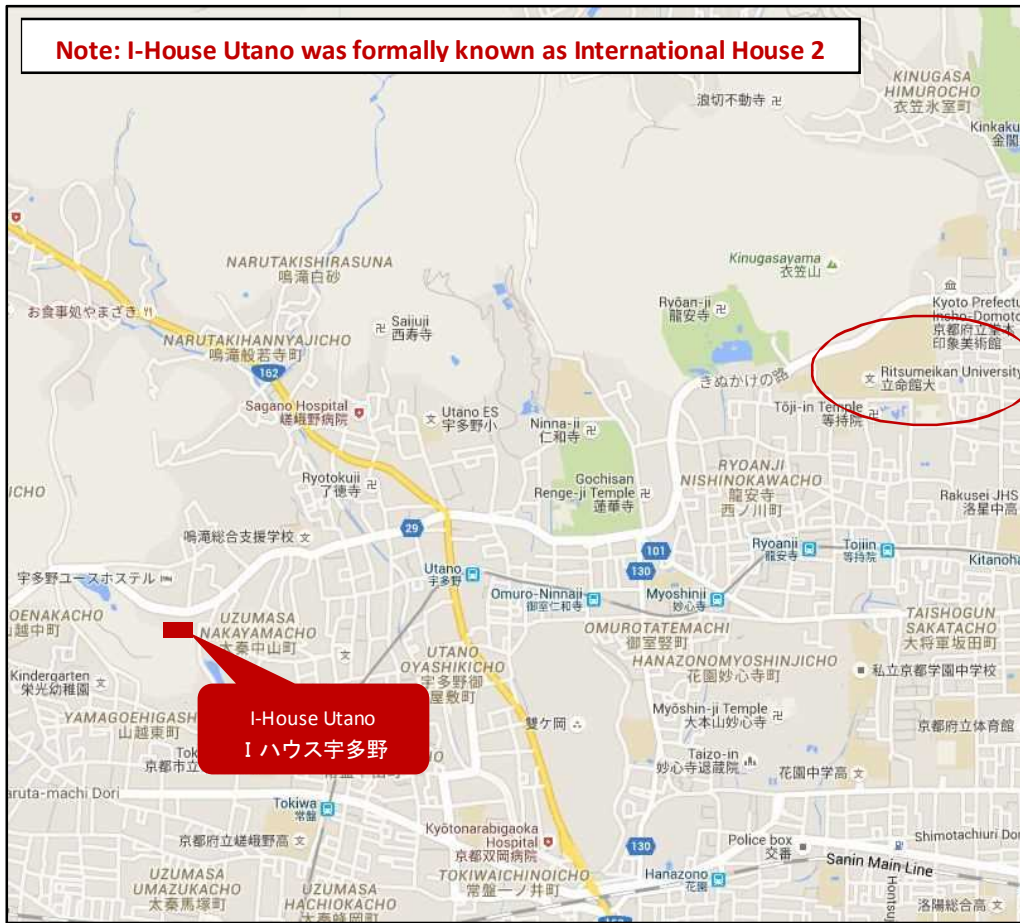 Note: I-House Utano was formally known as International House 2
KINUGASA
HIMUROCHO
衣笠氷室町
浪切不動寺
Kinkaku
金閣
NARUTAKISHIRASUNA
鳴滝白砂
Kinugasayama
衣笠山
Ryōan-ji
龍安寺
Kyoto Prefectu
Insho-Domoto
京都府立堂本
印象美術館
お食事処やまざき
Saijuji
西寿寺
NARUTAKIHANNYAJICHO
鳴滝般若寺町
162
きぬかけの路
Ritsumeikan University
立命館大
Sagano Hospital
嵯峨野病院
Utano ES
宇多野小
Ninna-ji
仁和寺
Tōji-in Temple
等持院
Ryotokuji
了徳寺
Gochisan
Renge-ji Temple
蓮華寺
RYOANJI
NISHINOKAWACHO
龍安寺
西ノ川町
ICHO
Rakusei JHS
洛星中高
鳴滝総合支援学校
29
101
130
Ryoanji
龍安寺
Tojiin
等持院
Kitanoha
宇多野ユースホステル
Utano
宇多野
Omuro-Ninnaji
御室仁和寺
Myoshinji
妙心寺
OENAKACHO
越中町
UZUMASA
NAKAYAMACHO
太秦中山町
OMUROTATEMACHI
御室竪町
TAISHOGUN
SAKATACHO
大将軍坂田町
UTANO
OYASHIKICHO
宇多野御
屋敷町
HANAZONOMYOSHINJICHO
花園妙心寺町
私立京都学園中学校
Kindergarten
栄光幼稚園
I-House Utano
I ハウス宇多野
YAMAGOEHIGASH
山越東町
Myōshin-ji Temple
大本山妙心寺
雙ケ岡
京都府立体育館
Tok
京都市立
Taizo-in
妙心寺退蔵院
花園中学高
aruta-machi Dori
Tokiwa
常盤
京都府立嵯峨野高
Kyōtonarabigaoka
Hospital
京都双岡病院
130
Police box
交番
Shimotachiuri Do
Sanin Main Line
TOKIWAICHINOICHO
常盤一ノ井町
Hanazono
花園
UZUMASA
UMAZUKACHO
太秦馬塚町
UZUMASA
HACHIOKACHO
太秦蜂岡町
Hontsuj
洛陽総合高